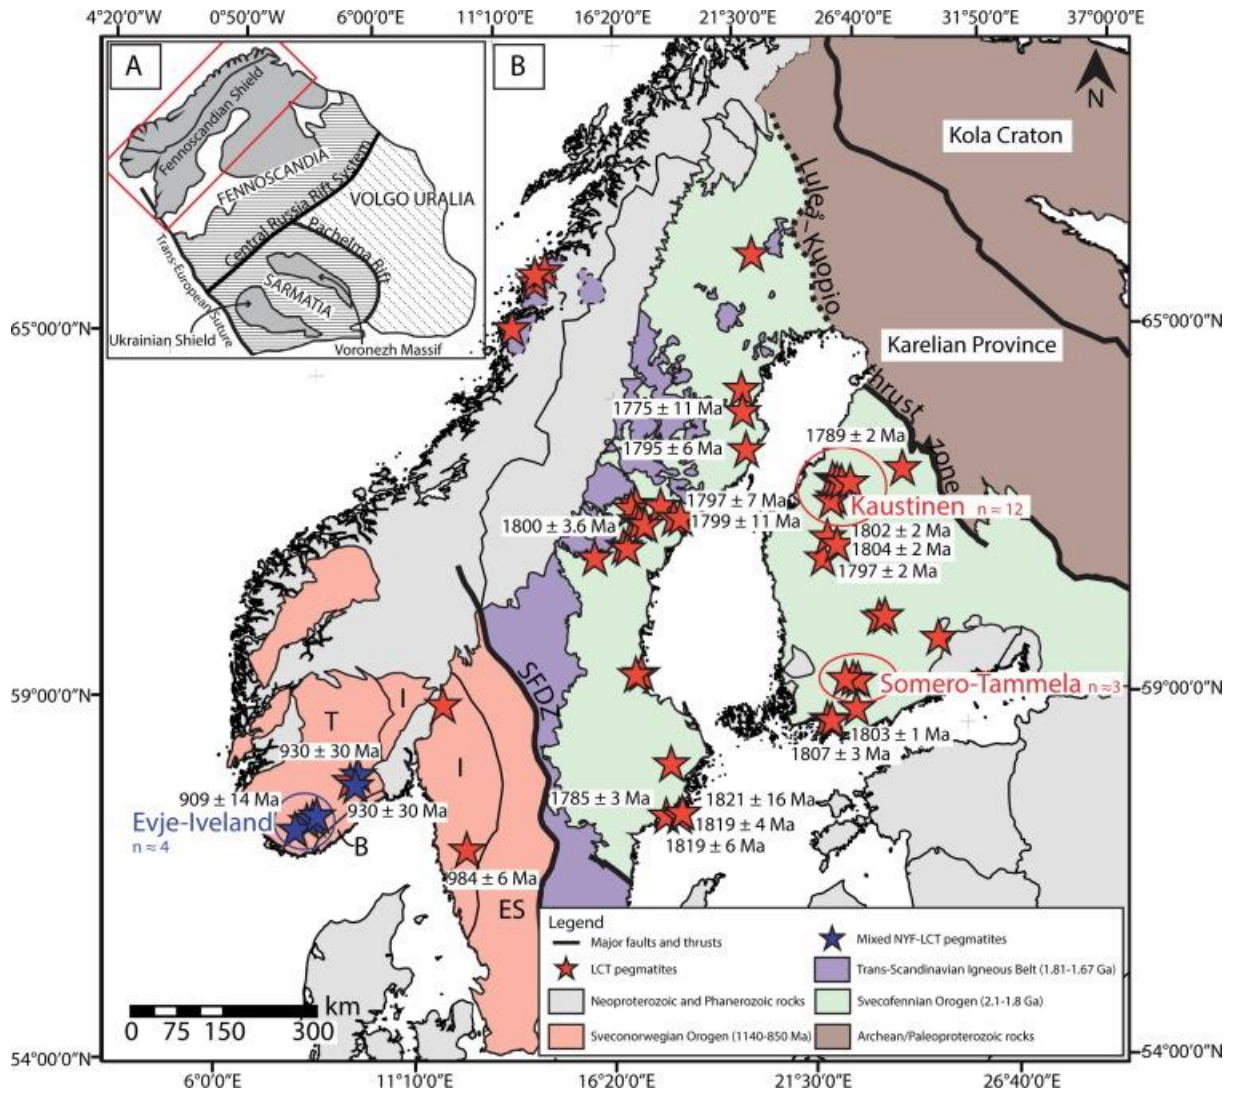 4°20'0"W 0°50'0"W 6°00'0"E 11°10'0"E 16°20'0"E 21°30'0"E 26°40'0"E 31°50'0"E 37°00'0"E
A
Fennoscandian Shield
FENNOSCANDIA
Central Russia Rift System
VOLGO URALIA
Pachelma Rift
SARMATIA
Trans-European Suture
Ukrainian Shield
Voronezh Massif
B
N
Kola Craton
Luleå-Kuopio
thrust
zone
Karelian Province
65°00'0"N
65°00'0"N
?
1775 ± 11 Ma
1795 ± 6 Ma
1789 ± 2 Ma
1797 ± 7 Ma
1799 ± 11 Ma
1800 ± 3.6 Ma
Kaustinen n ≈ 12
1802 ± 2 Ma
1804 ± 2 Ma
1797 ± 2 Ma
SFDZ
59°00'0"N
59°00'0"N
Somero-Tammela n≈3
1803 ± 1 Ma
1807 ± 3 Ma
T
I
I
930 ± 30 Ma
909 ± 14 Ma
930 ± 30 Ma
Evje-Iveland
n ≈ 4
B
1785 ± 3 Ma
1821 ± 16 Ma
1819 ± 4 Ma
1819 ± 6 Ma
984 ± 6 Ma
ES
Legend
Major faults and thrusts
LCT pegmatites
Neoproterozoic and Phanerozoic rocks
Sveconorwegian Orogen (1140-850 Ma)
Mixed NYF-LCT pegmatites
Trans-Scandinavian Igneous Belt (1.81-1.67 Ga)
Svecofennian Orogen (2.1-1.8 Ga)
Archean/Paleoproterozoic rocks
km
0 75 150 300
54°00'0"N
54°00'0"N
6°00'0"E 11°10'0"E 16°20'0"E 21°30'0"E 26°40'0"E